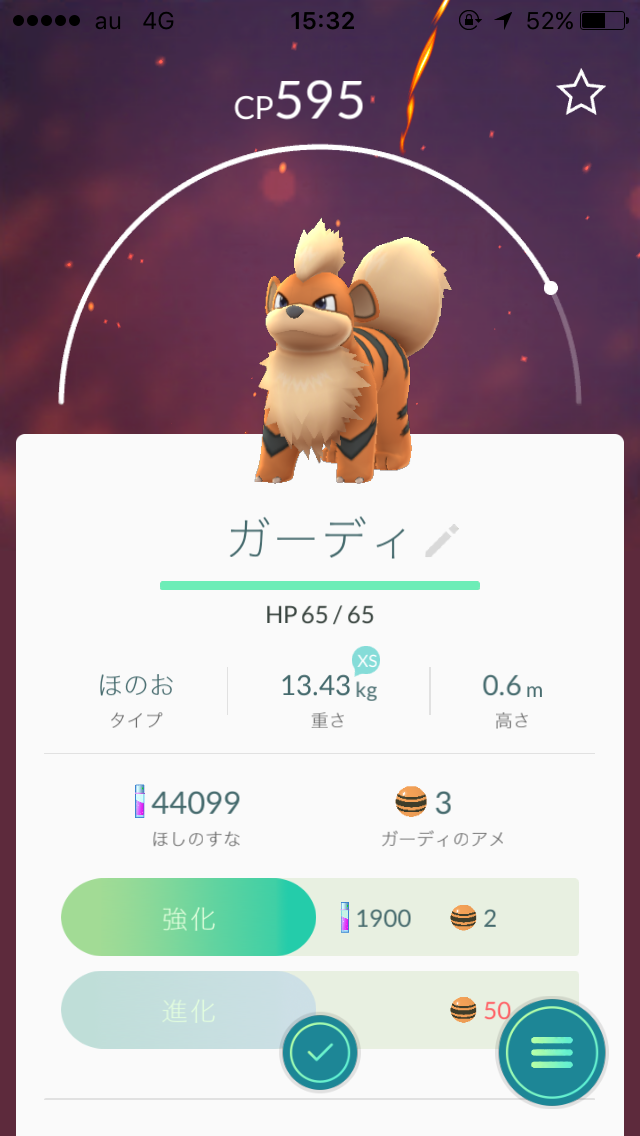 au 4G 15:32 52%
CP595
ガーディ
HP 65 / 65
XS
ほのお 13.43 kg 0.6 m
タイプ 重さ 高さ
44099 3
ほしのすな ガーディのアメ
強化 1900 2
進化 50